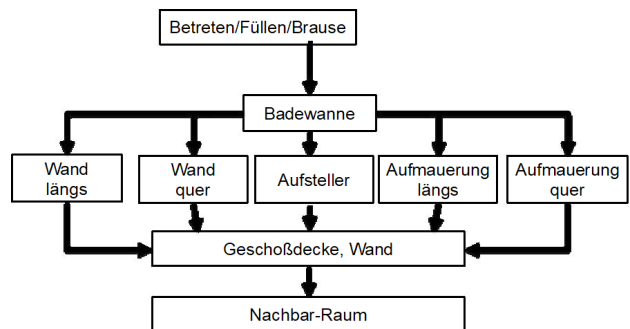 Betreten/Füllen/Brause
Badewanne
Wand
längs
Wand
quer
Aufsteller
Aufmauerung
längs
Aufmauerung
quer
Geschoßdecke, Wand
Nachbar-Raum